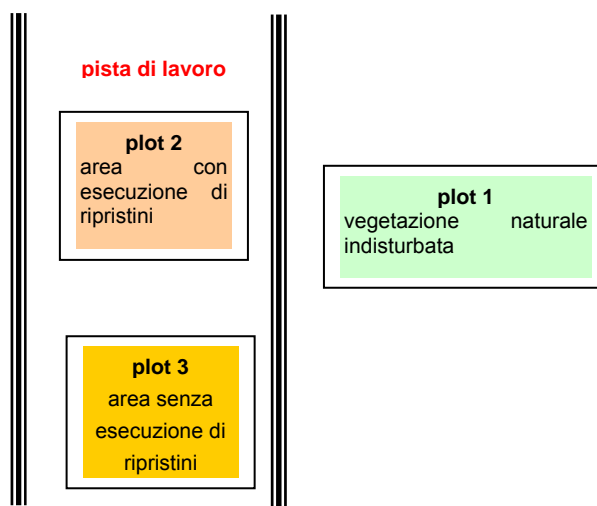 pista di lavoro
plot 2
area con
esecuzione di
ripristini
plot 1
vegetazione naturale
indisturbata
plot 3
area senza
esecuzione di
ripristini